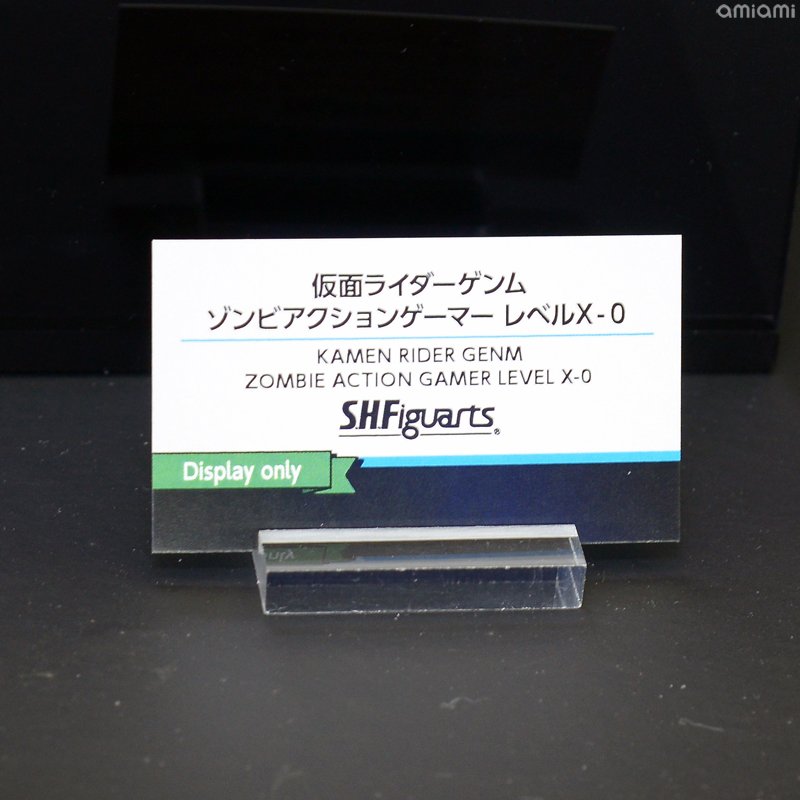 amiami
仮面ライダーゲンム
ゾンビアクションゲーマー レベルX-0
KAMEN RIDER GENM
ZOMBIE ACTION GAMER LEVEL X-0
S.H.Figuarts®
Display only